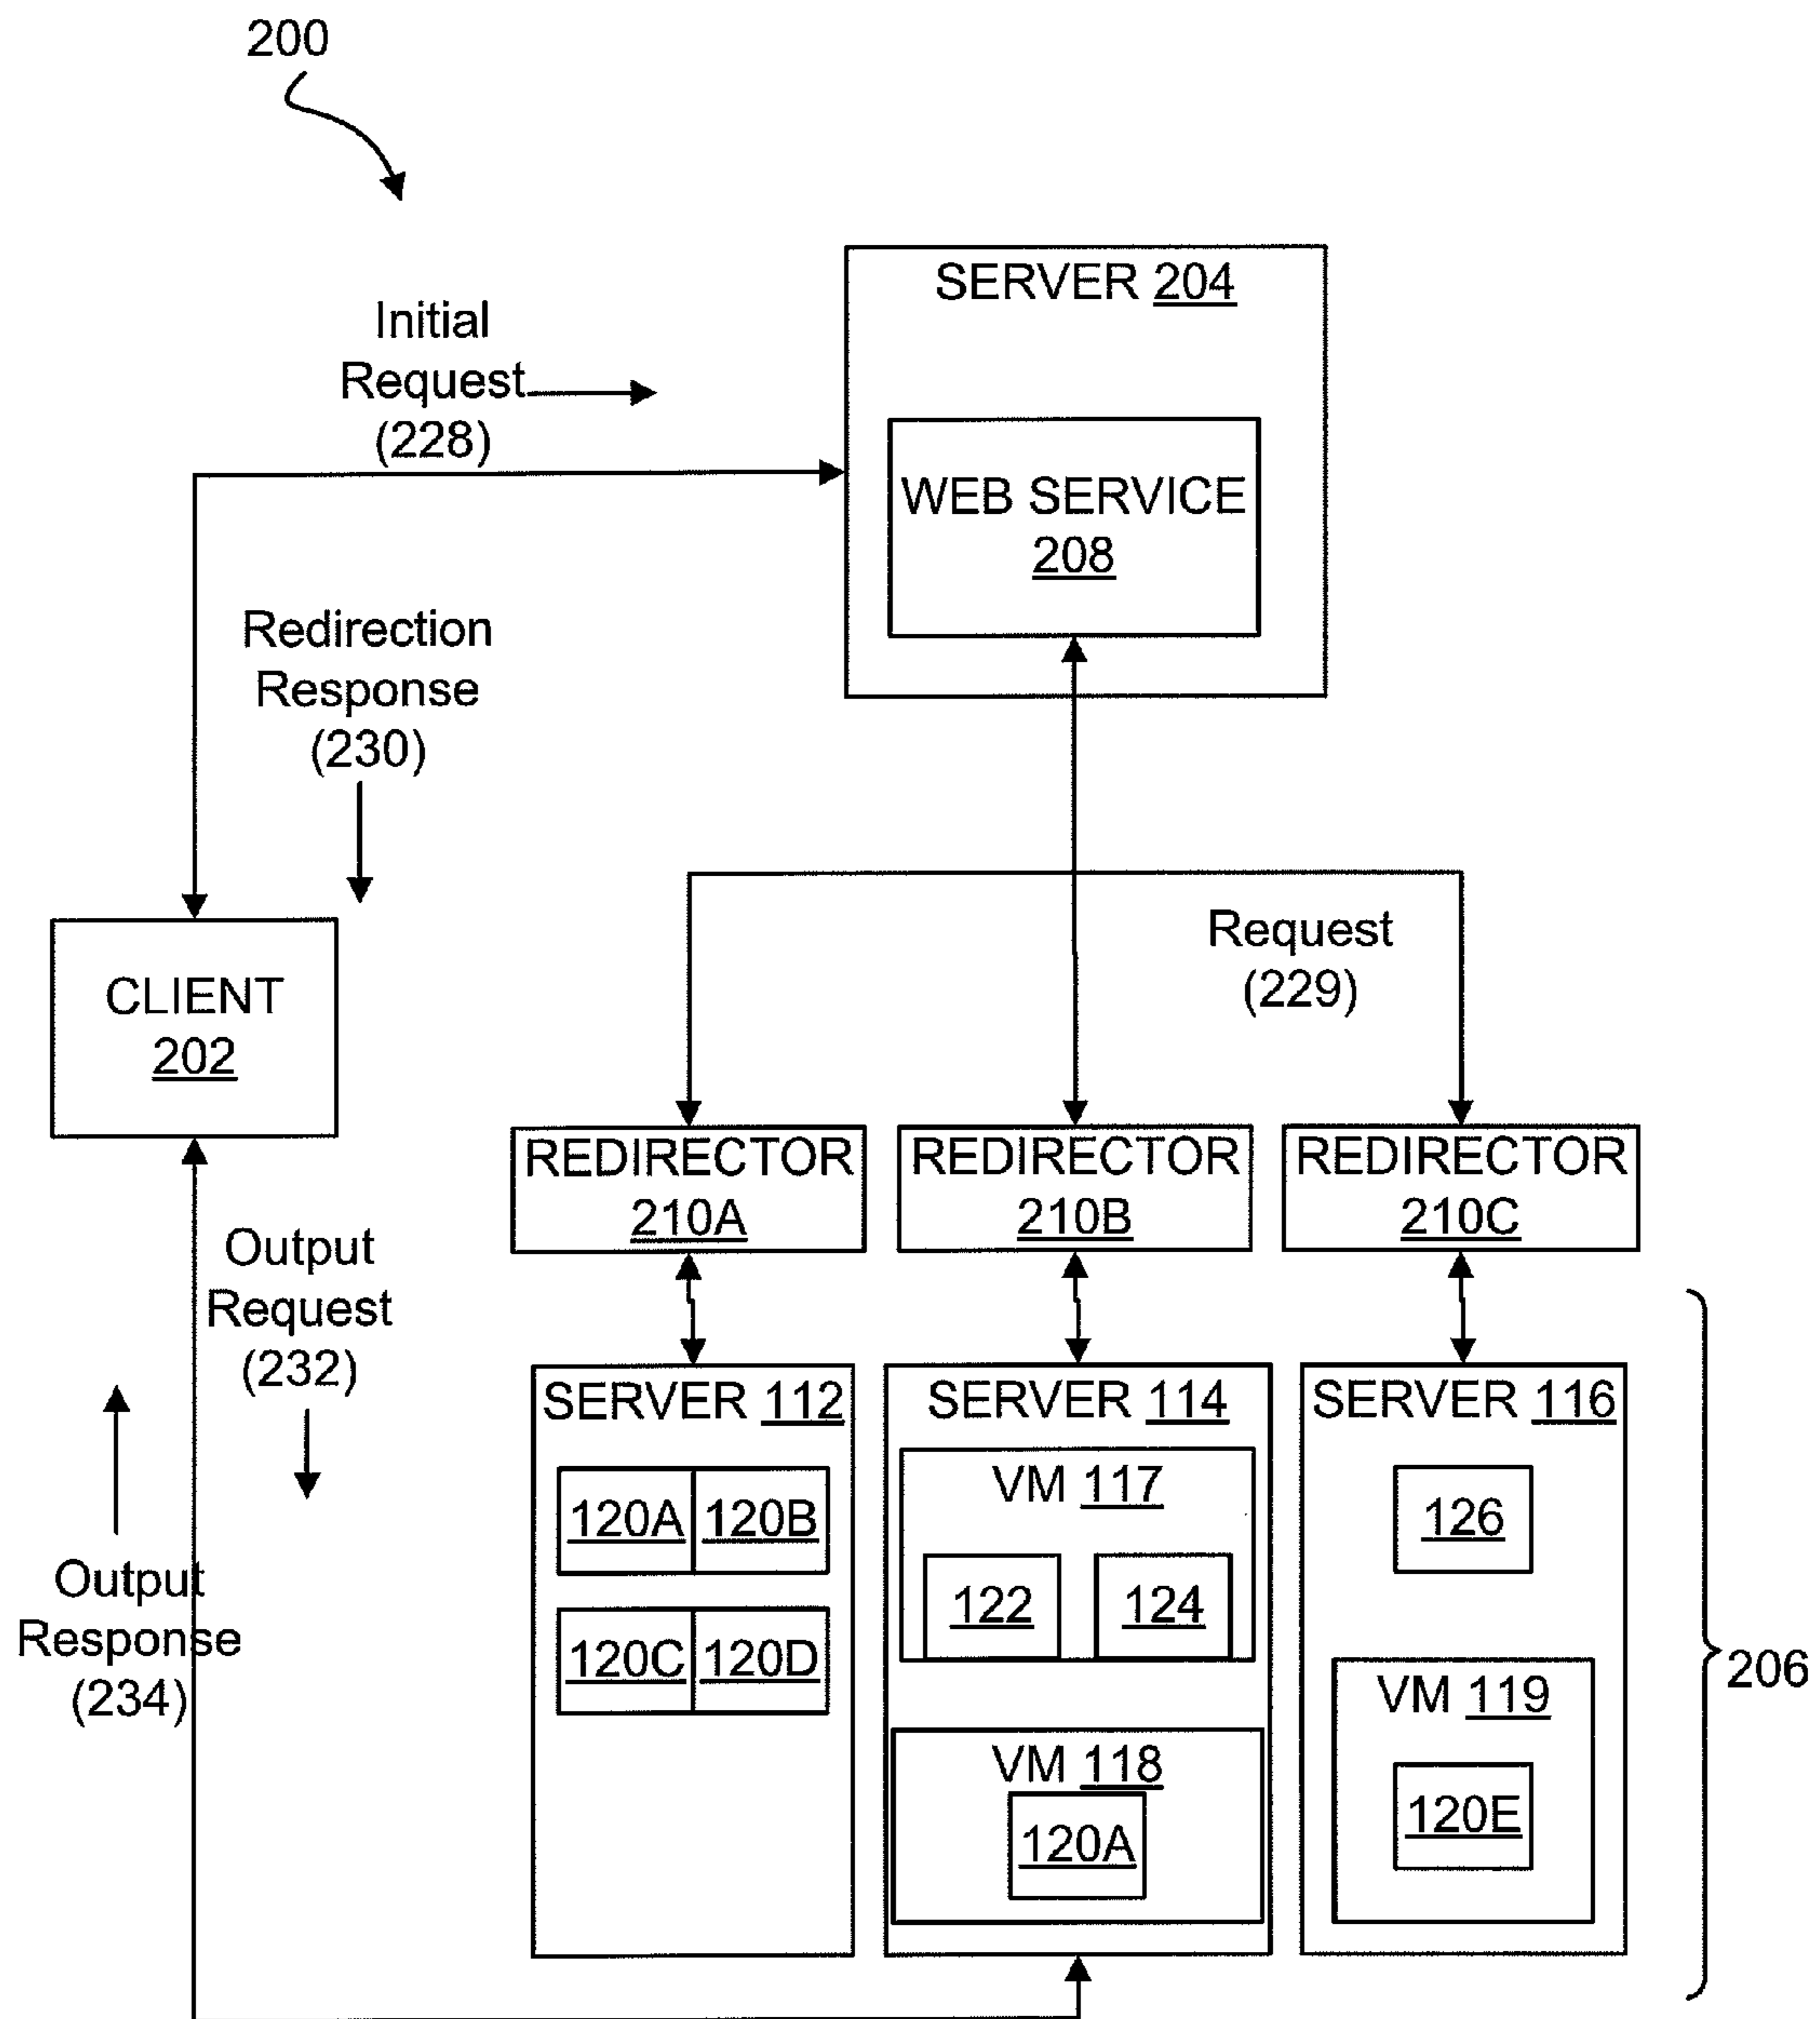 200
SERVER 204
Initial
Request
(228)
WEB SERVICE
208
Redirection
Response
(230)
Request
(229)
CLIENT
202
REDIRECTOR
210A
REDIRECTOR
210B
REDIRECTOR
210C
Output
Request
(232)
Output
Response
(234)
SERVER 112
120A
120B
120C
120D
SERVER 114
VM 117
122
124
VM 118
120A
SERVER 116
126
VM 119
120E
206